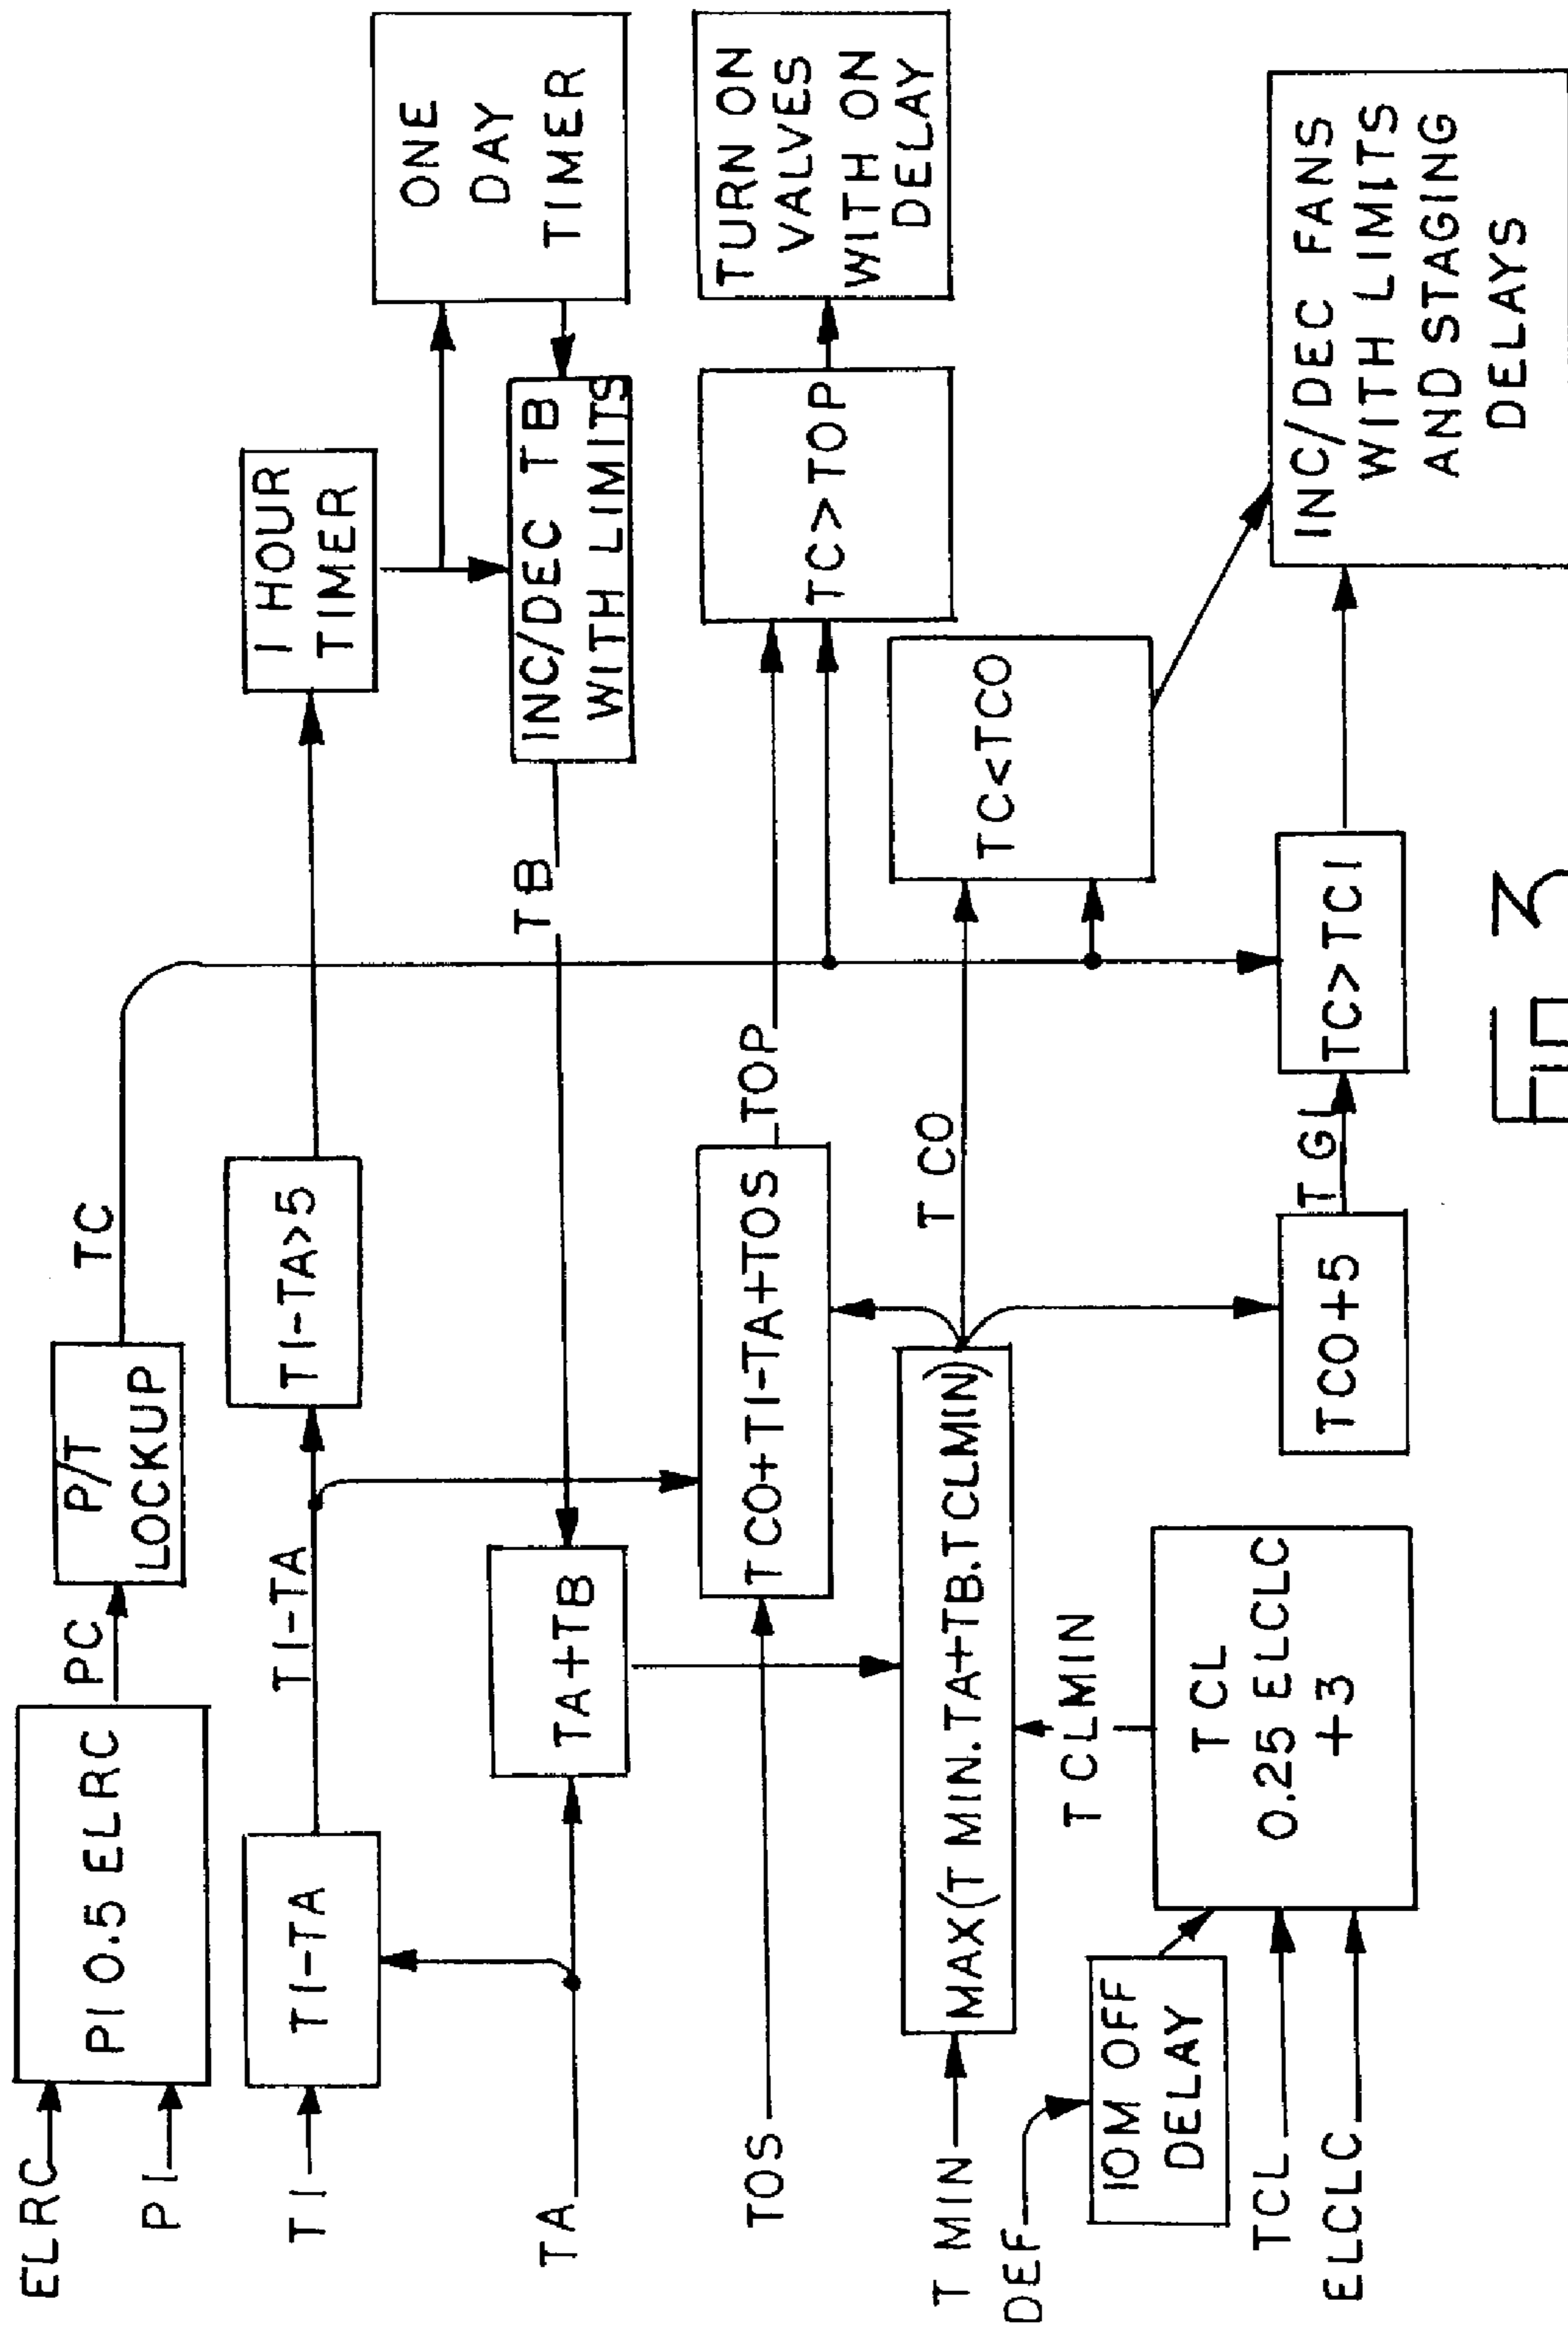 ELRC
PI
PI 0.5 ELRC
PC
P/T
LOCKUP
TC
TI
TI-TA
TI-TA
TI-TA>5
1 HOUR
TIMER
ONE
DAY
TIMER
TA
TA+TB
TB
INC/DEC TB
WITH LIMITS
TOS
TCO+TI-TA+TOS
TOP
TC>TOP
TURN ON
VALVES
WITH ON
DELAY
T MIN
MAX(T MIN.TA+TB.TCLMIN)
T CO
TC<TCO
DEF
10M OFF
DELAY
T CLMIN
TCL
ELCLC
T CL
0.25 ELCLC
+3
TCO+5
T GI
TC>TCI
INC/DEC FANS
WITH LIMITS
AND STAGING
DELAYS
FIG. 3